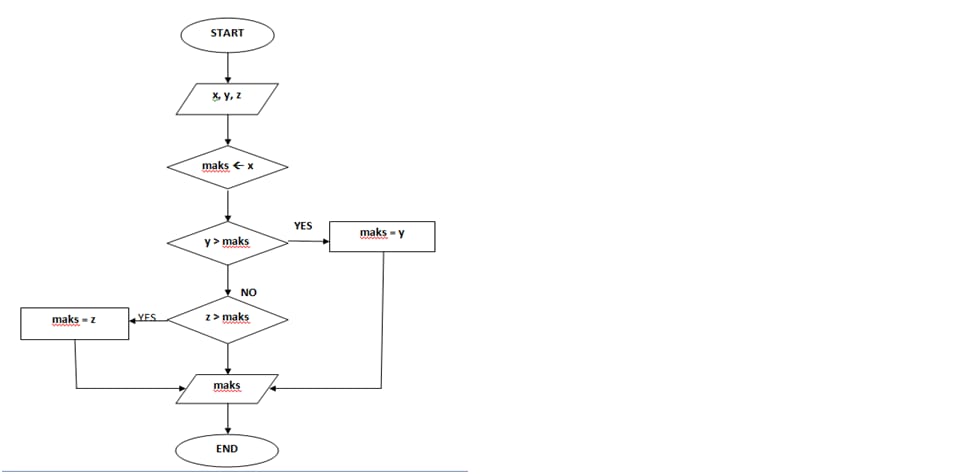 START
x, y, z
maks ← x
YES
y > maks
maks = y
NO
maks = z
YES
z > maks
maks
END